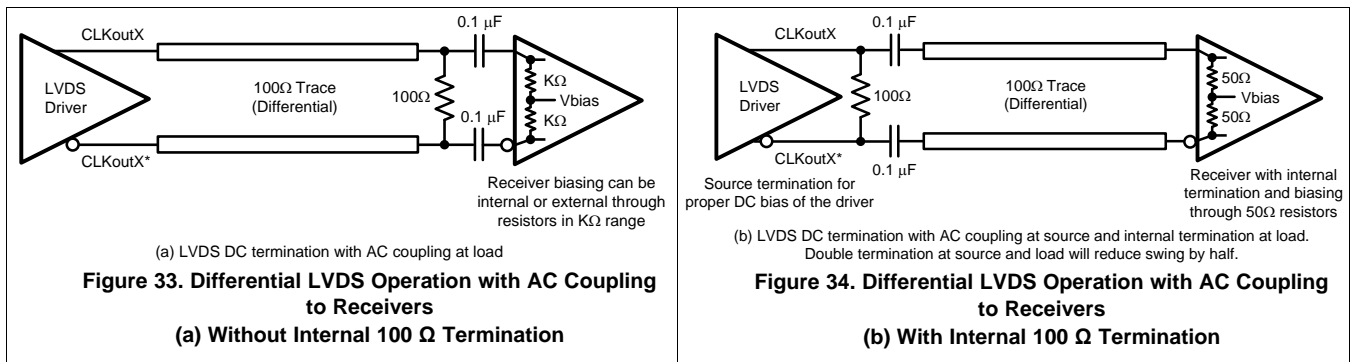 CLKoutX
0.1 µF
LVDS
Driver
100Ω Trace
(Differential)
100Ω
KΩ
Vbias
KΩ
0.1 µF
CLKoutX*
Receiver biasing can be
internal or external through
resistors in KΩ range
(a) LVDS DC termination with AC coupling at load
Figure 33. Differential LVDS Operation with AC Coupling
to Receivers
(a) Without Internal 100 Ω Termination
CLKoutX
0.1 µF
LVDS
Driver
100Ω
100Ω Trace
(Differential)
50Ω
Vbias
50Ω
CLKoutX*
0.1 µF
Source termination for
proper DC bias of the driver
Receiver with internal
termination and biasing
through 50Ω resistors
(b) LVDS DC termination with AC coupling at source and internal termination at load.
Double termination at source and load will reduce swing by half.
Figure 34. Differential LVDS Operation with AC Coupling
to Receivers
(b) With Internal 100 Ω Termination